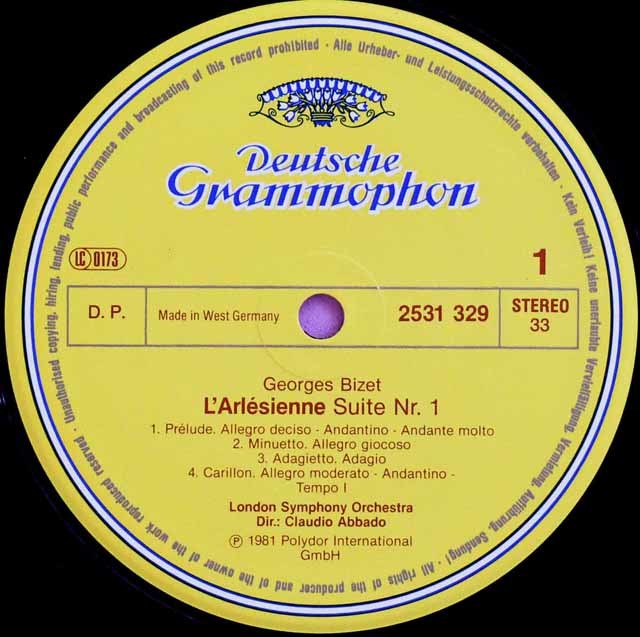 Deutsche
Grammophon
LC 0173
1
D. P.
Made in West Germany
2531 329
STEREO
33
Georges Bizet
L'Arlésienne Suite Nr. 1
1. Prélude. Allegro deciso - Andantino - Andante molto
2. Minuetto. Allegro giocoso
3. Adagietto. Adagio
4. Carillon. Allegro moderato - Andantino -
Tempo I
London Symphony Orchestra
Dir.: Claudio Abbado
℗ 1981 Polydor International
GmbH
Alle Urheber- und Leistungsschutzrechte vorbehalten · Kein Verleih! Keine unerlaubte Vervielfältigung, Vermietung, Aufführung, Sendung! · All rights of the producer and of the owner of the work reproduced reserved · Unauthorised copying, hiring, lending, public performance and broadcasting of this record prohibited ·